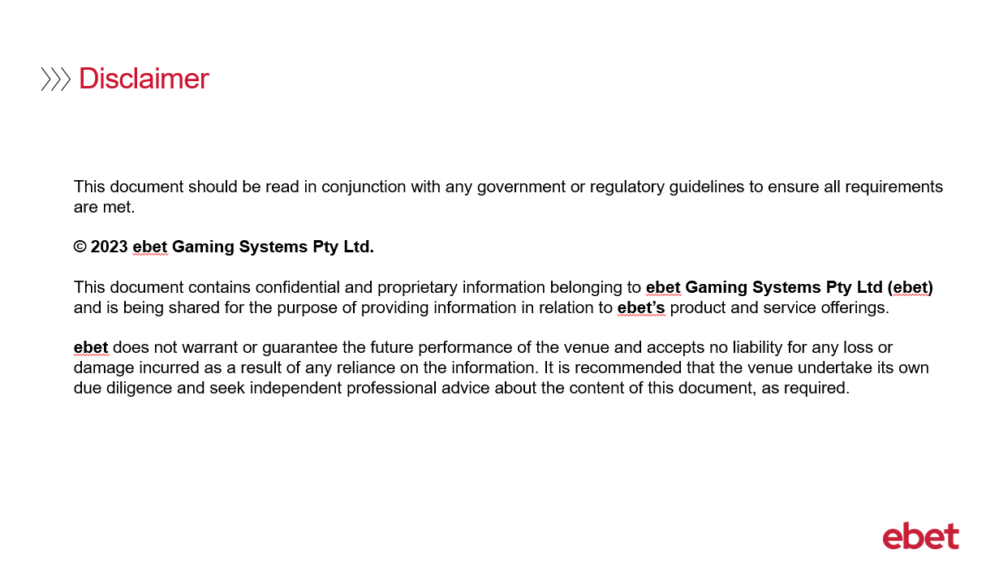 Disclaimer
This document should be read in conjunction with any government or regulatory guidelines to ensure all requirements
are met.
© 2023 ebet Gaming Systems Pty Ltd.
This document contains confidential and proprietary information belonging to ebet Gaming Systems Pty Ltd (ebet)
and is being shared for the purpose of providing information in relation to ebet’s product and service offerings.
ebet does not warrant or guarantee the future performance of the venue and accepts no liability for any loss or
damage incurred as a result of any reliance on the information. It is recommended that the venue undertake its own
due diligence and seek independent professional advice about the content of this document, as required.
ebet